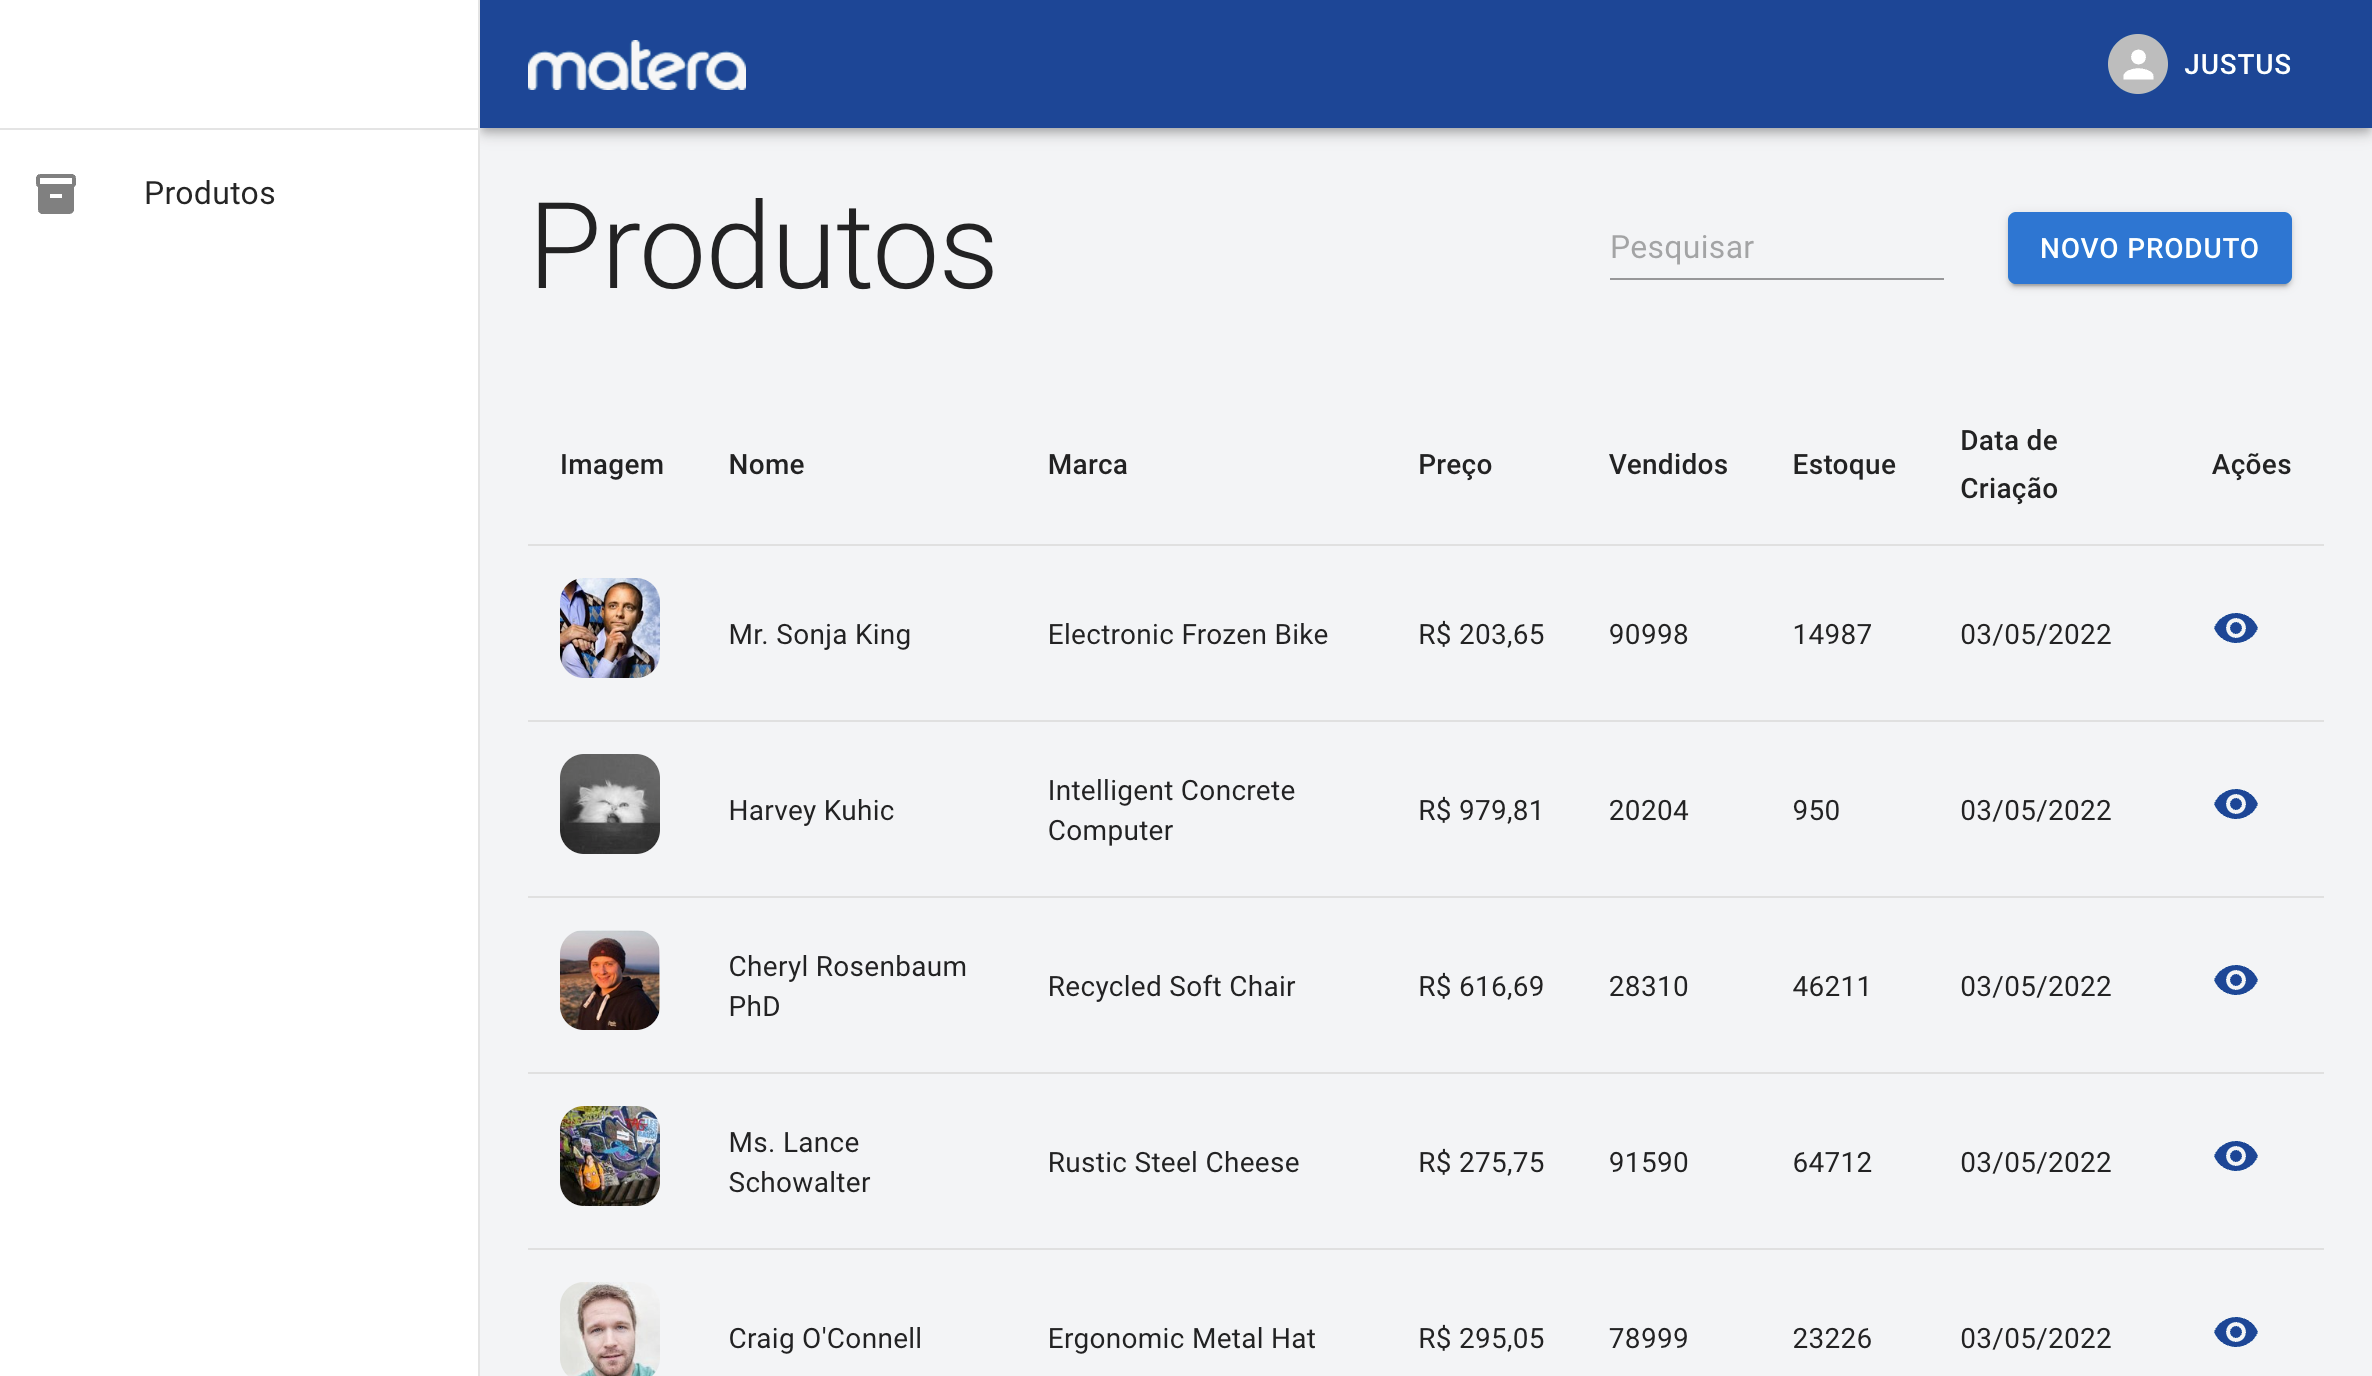 matera
JUSTUS
Produtos
Produtos
Pesquisar
NOVO PRODUTO
Imagem Nome Marca Preço Vendidos Estoque Data de Criação Ações
Mr. Sonja King Electronic Frozen Bike R$ 203,65 90998 14987 03/05/2022
Harvey Kuhic Intelligent Concrete Computer R$ 979,81 20204 950 03/05/2022
Cheryl Rosenbaum PhD Recycled Soft Chair R$ 616,69 28310 46211 03/05/2022
Ms. Lance Schowalter Rustic Steel Cheese R$ 275,75 91590 64712 03/05/2022
Craig O'Connell Ergonomic Metal Hat R$ 295,05 78999 23226 03/05/2022